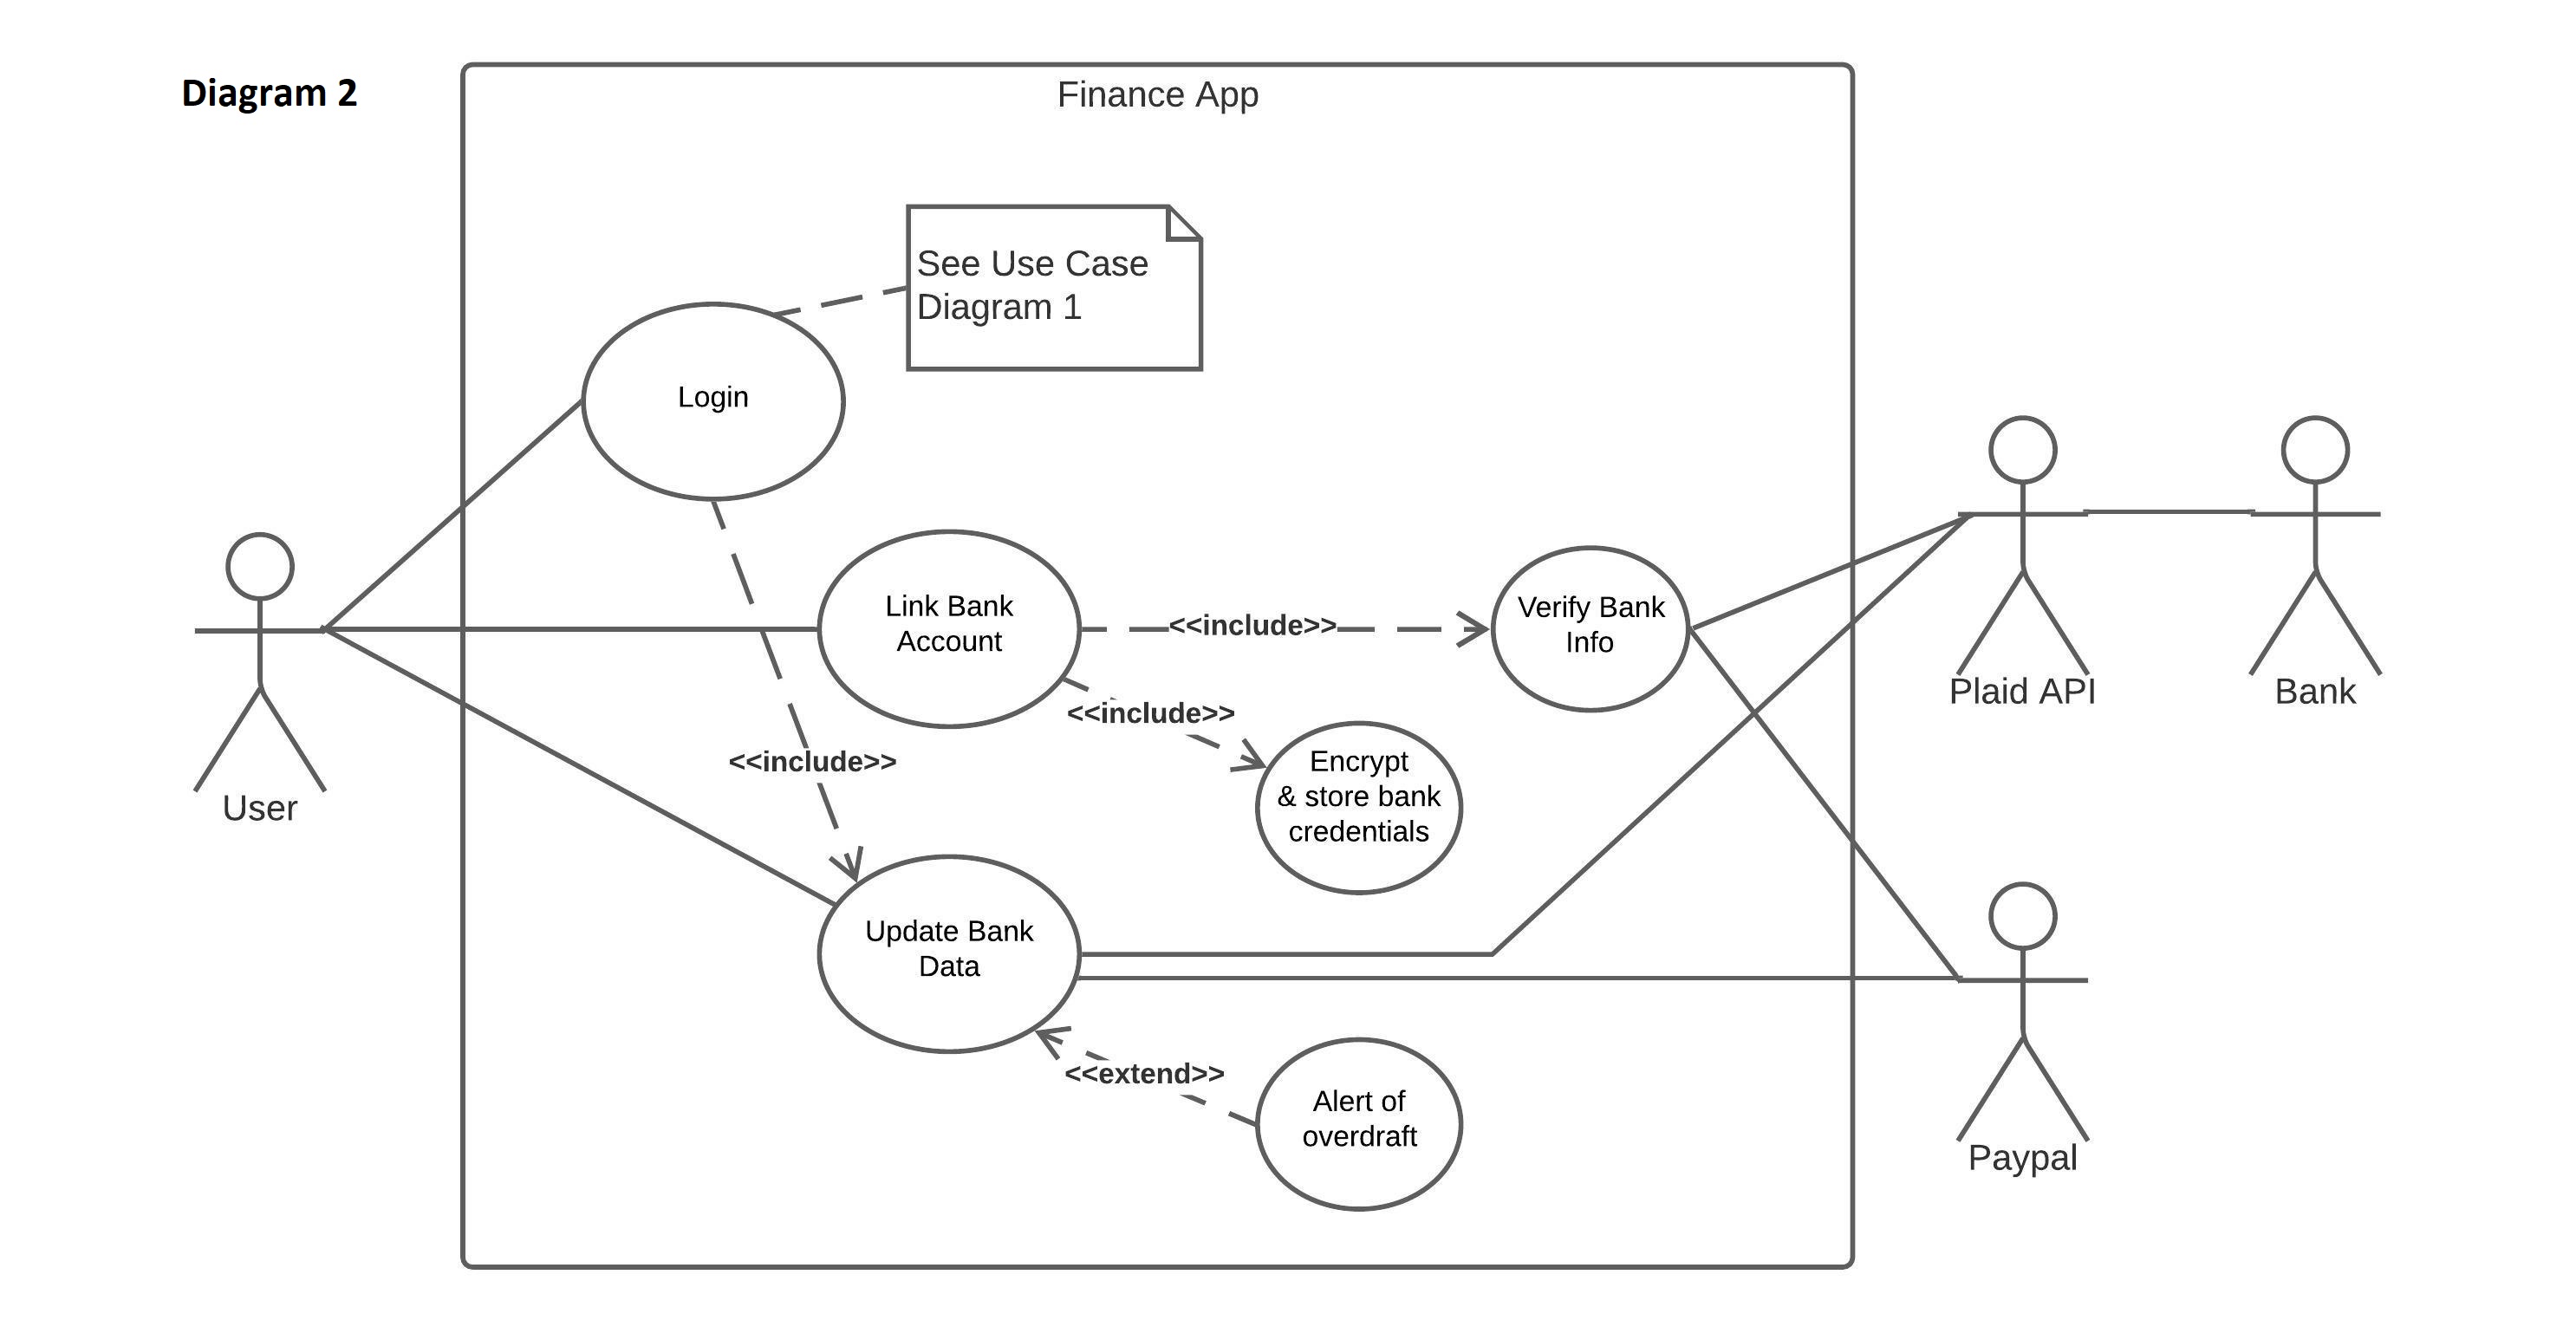 Diagram 2
Finance App
See Use Case
Diagram 1
Login
Link Bank
Account
<<include>>
Verify Bank
Info
<<include>>
Encrypt
& store bank
credentials
<<include>>
User
Plaid API
Bank
Update Bank
Data
<<extend>>
Alert of
overdraft
Paypal